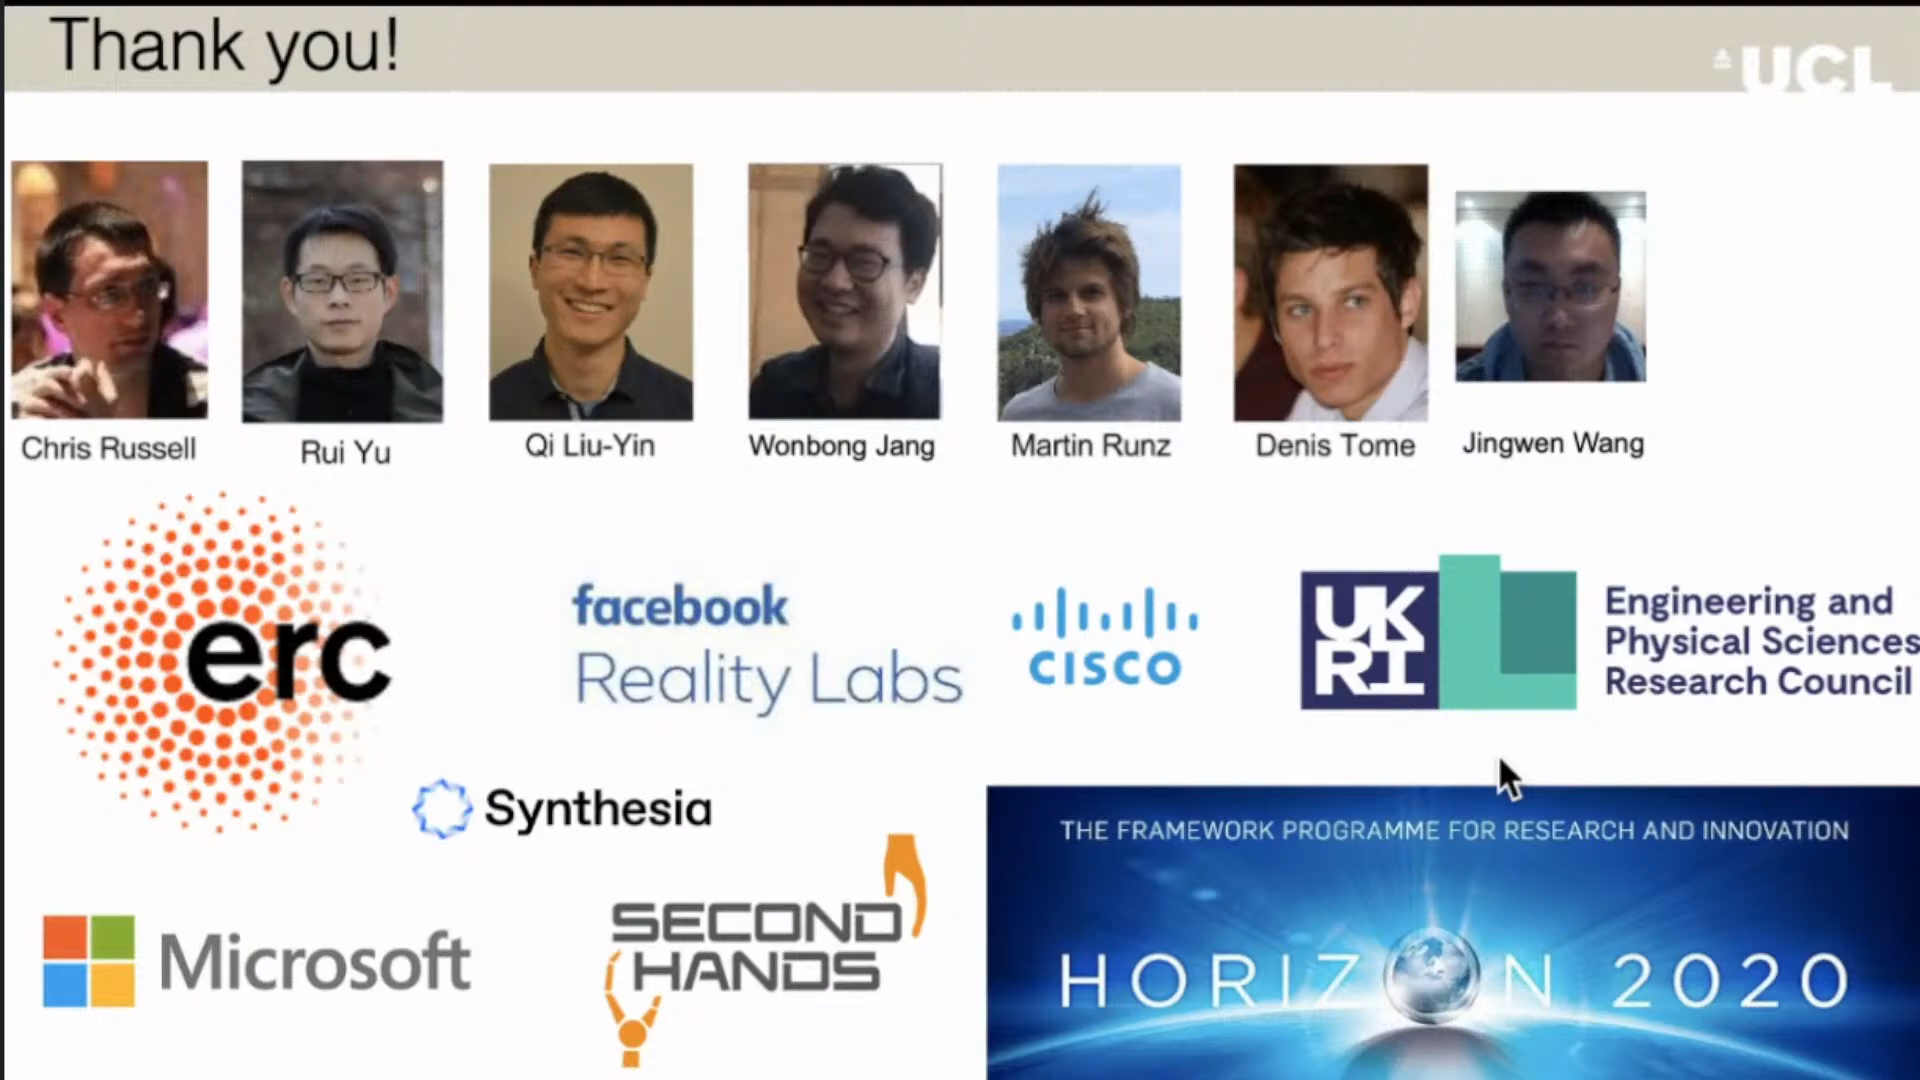 Thank you!
UCL
Chris Russell
Rui Yu
Qi Liu-Yin
Wonbong Jang
Martin Runz
Denis Tome
Jingwen Wang
erc
facebook
Reality Labs
CISCO
UK
RI
Engineering and
Physical Sciences
Research Council
Synthesia
Microsoft
SECOND
HANDS
THE FRAMEWORK PROGRAMME FOR RESEARCH AND INNOVATION
HORIZON 2020